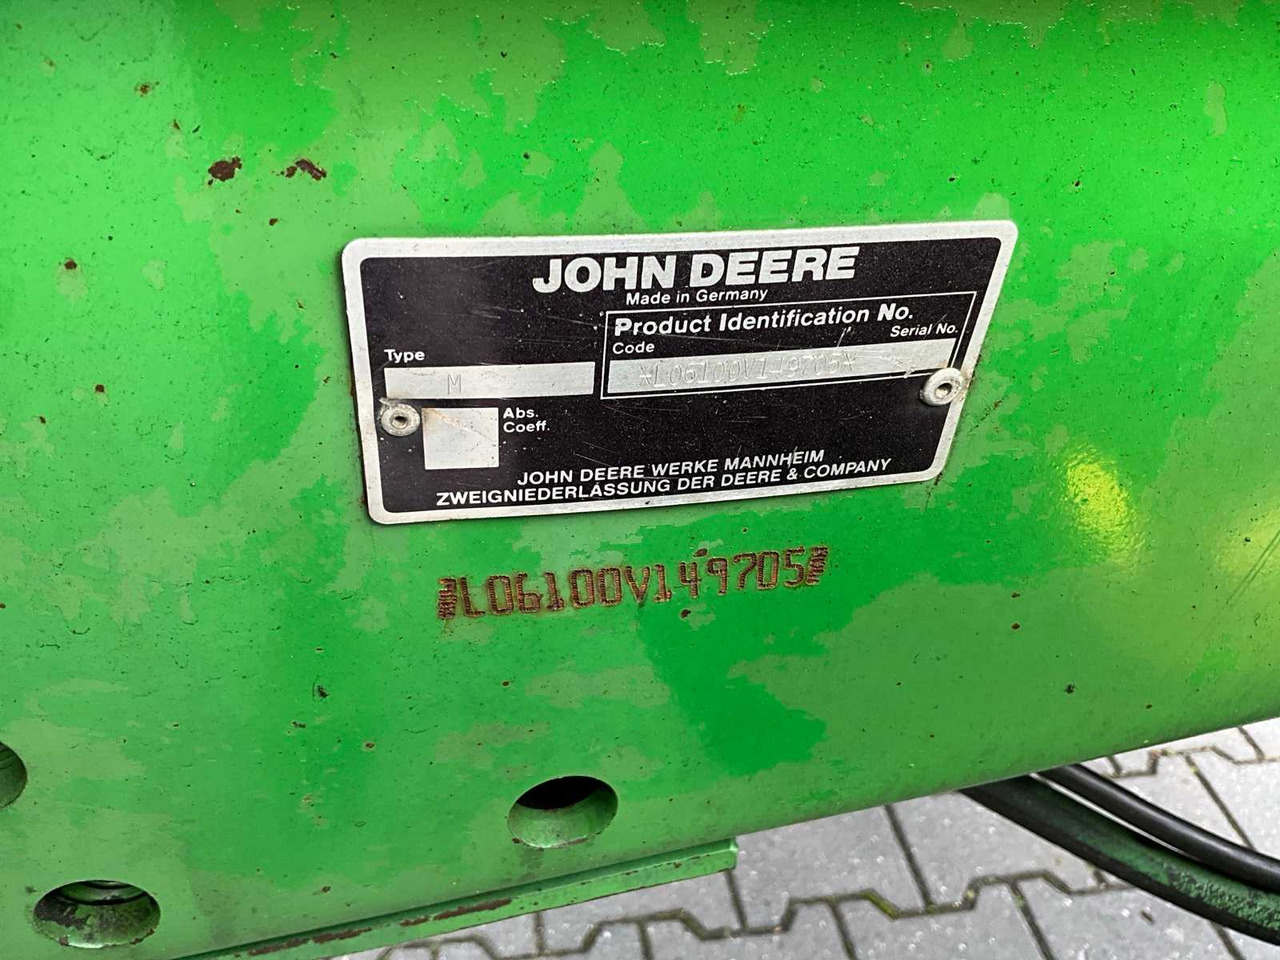 JOHN DEERE
Made in Germany
Product Identification No.
Code
Serial No.
*L06100V149705*
Type
M
Abs.
Coeff.
JOHN DEERE WERKE MANNHEIM
ZWEIGNIEDERLASSUNG DER DEERE & COMPANY
*L06100V149705*